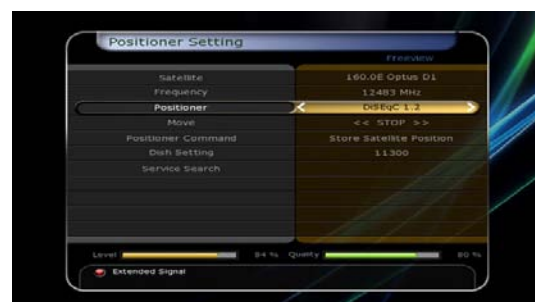 Positioner Setting
Freeview
Satellite 160.0E Optus D1
Frequency 12483 MHz
Positioner DiSEqC 1.2
Move << STOP >>
Positioner Command Store Satellite Position
Dish Setting 11300
Service Search
Level 84 % Quality 80 %
Extended Signal